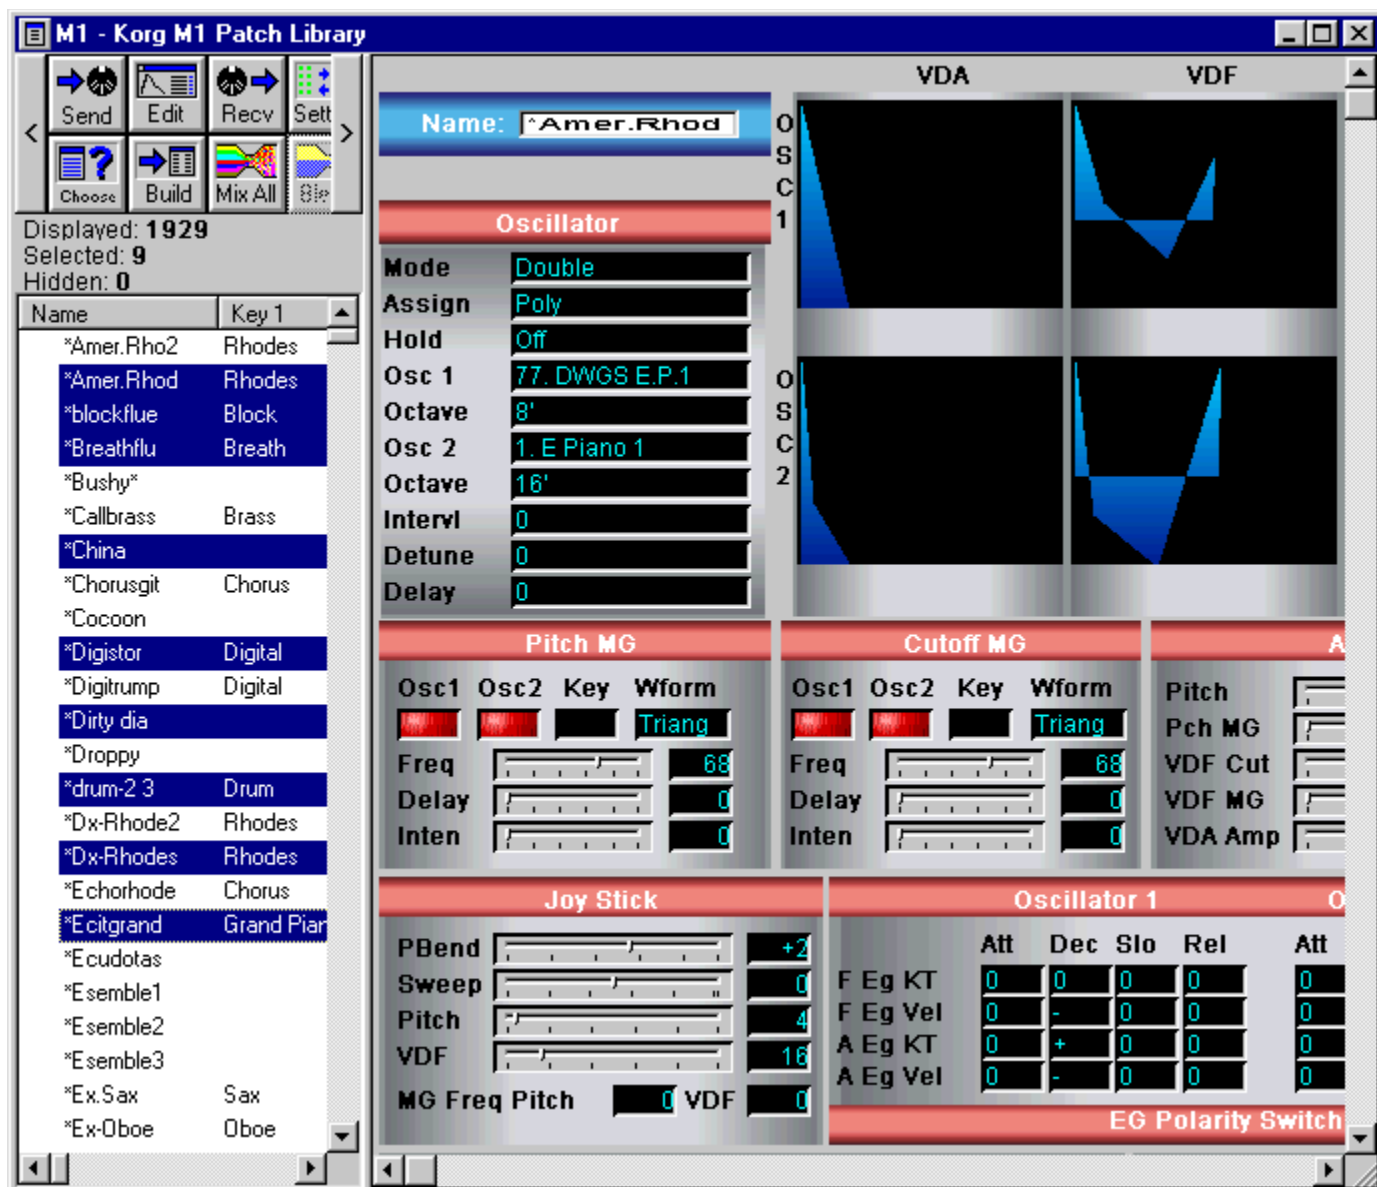 M1 - Korg M1 Patch Library
Send Edit Recv Sett
Choose Build Mix All
Displayed: 1929
Selected: 9
Hidden: 0
Name Key 1
*Amer.Rho2 Rhodes
*Amer.Rhod Rhodes
*blockflue Block
*Breathflu Breath
*Bushy*
*Callbrass Brass
*China
*Chorusgit Chorus
*Cocoon
*Digistor Digital
*Digitrump Digital
*Dirty dia
*Droppy
*drum-2 3 Drum
*Dx-Rhode2 Rhodes
*Dx-Rhodes Rhodes
*Echorhode Chorus
*Ecitgrand Grand Pian
*Ecudotas
*Esemble1
*Esemble2
*Esemble3
*Ex.Sax Sax
*Ex-Oboe Oboe
Name: *Amer.Rhod
Oscillator
Mode Double
Assign Poly
Hold Off
Osc 1 77. DWGS E.P.1
Octave 8'
Osc 2 1. E Piano 1
Octave 16'
Intervl 0
Detune 0
Delay 0
VDA VDF
OSC1
OSC2
Pitch MG
Osc1 Osc2 Key Wform
Triang
Freq 68
Delay 0
Inten 0
Cutoff MG
Osc1 Osc2 Key Wform
Triang
Freq 68
Delay 0
Inten 0
A
Pitch
Pch MG
VDF Cut
VDF MG
VDA Amp
Joy Stick
PBend +2
Sweep 0
Pitch 4
VDF 16
MG Freq Pitch 0 VDF 0
Oscillator 1 O
Att Dec Slo Rel Att
F Eg KT 0 0 0 0 0
F Eg Vel 0 - 0 0 0
A Eg KT 0 + 0 0 0
A Eg Vel 0 - 0 0 0
EG Polarity Switch